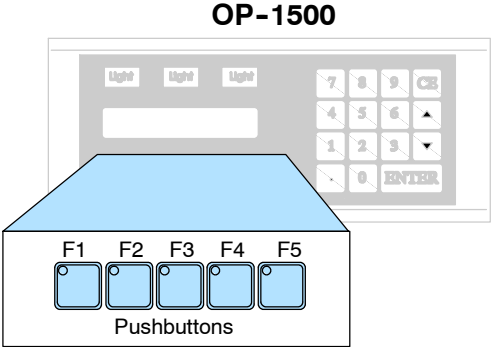 OP-1500
Light Light Light
7 8 9 CE
4 5 6 ▲
1 2 3 ▼
. 0 ENTER
F1 F2 F3 F4 F5
Pushbuttons